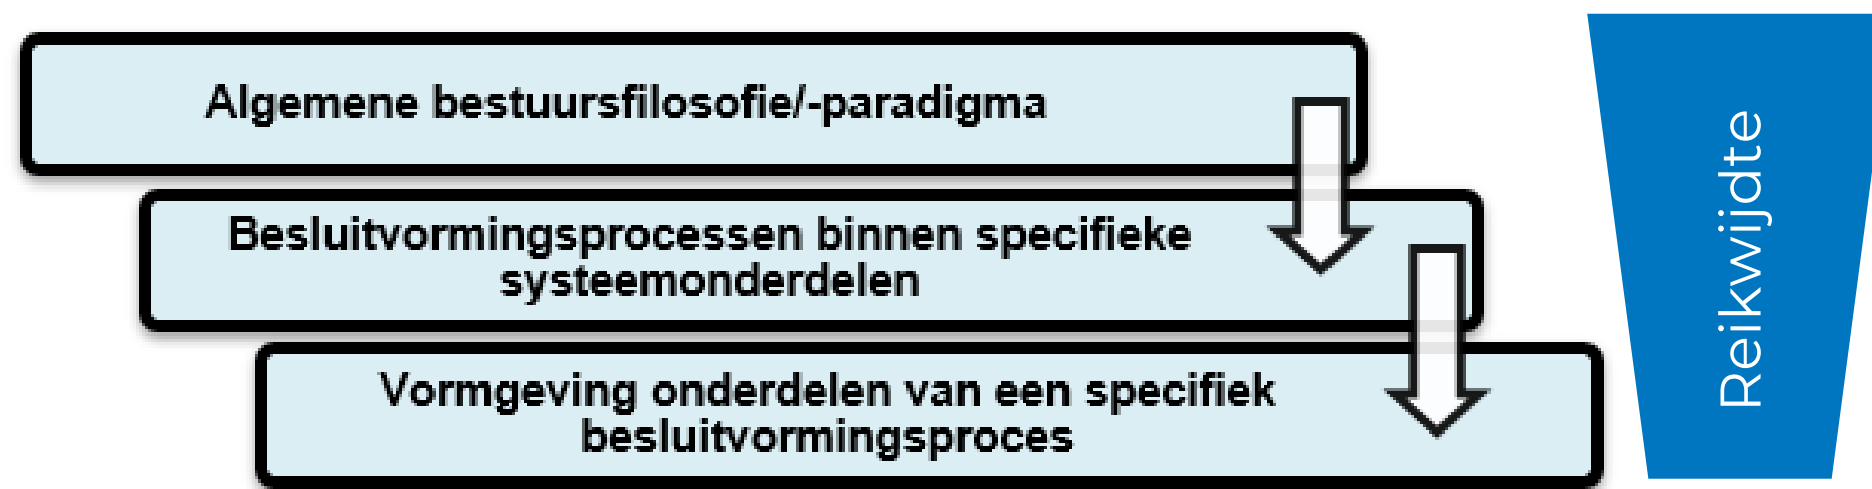 Algemene bestuursfilosofie/-paradigma
Besluitvormingsprocessen binnen specifieke
systeemonderdelen
Vormgeving onderdelen van een specifiek
besluitvormingsproces
Reikwijdte